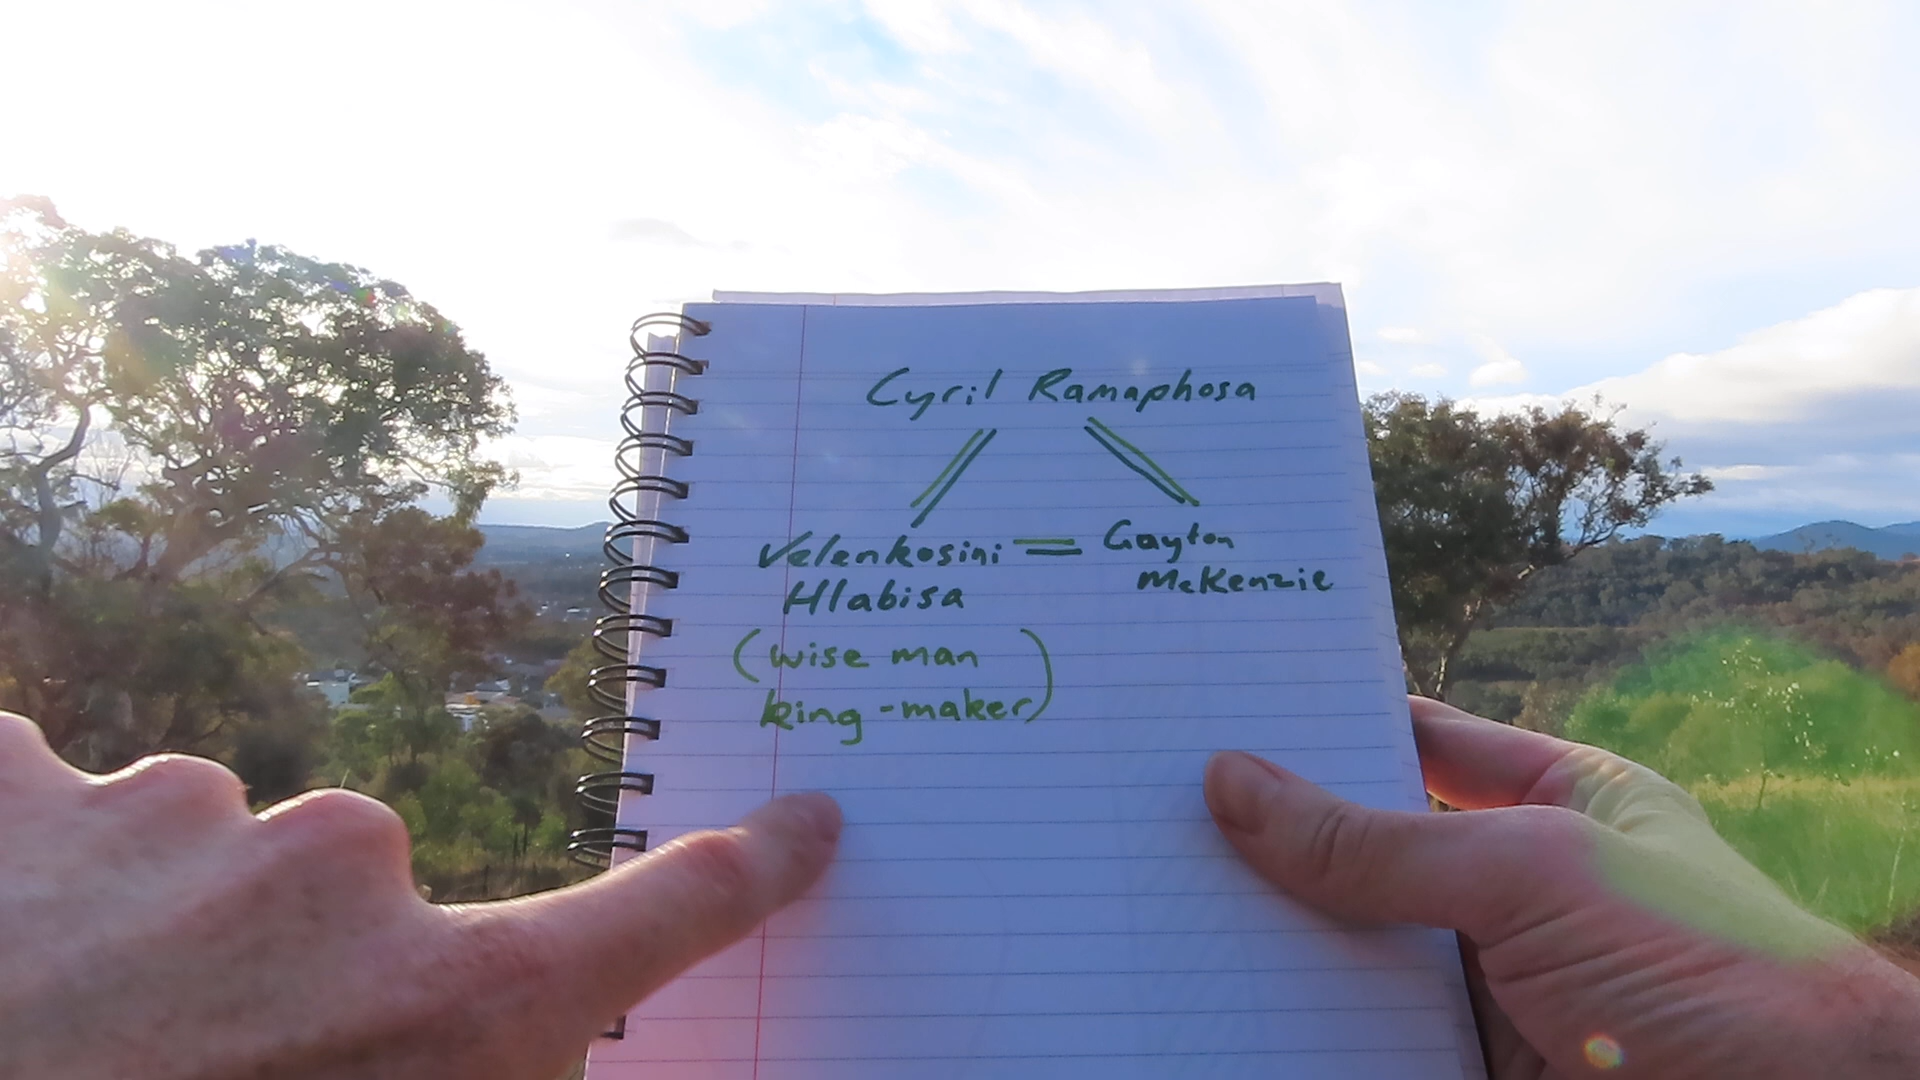 Cyril Ramaphosa
Velenkosini = Gayton
Hlabisa McKenzie
(wise man
king-maker)